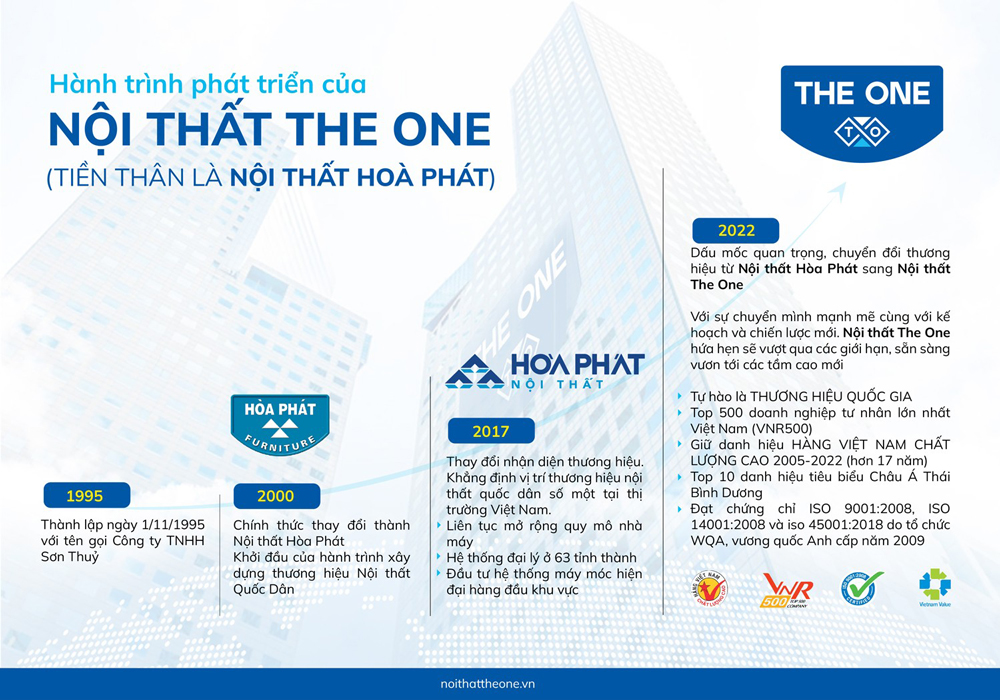 Hành trình phát triển của
NỘI THẤT THE ONE
(TIỀN THÂN LÀ NỘI THẤT HOÀ PHÁT)
THE ONE
T O
THE ONE
1995
Thành lập ngày 1/11/1995
với tên gọi Công ty TNHH
Sơn Thuỷ
HÒA PHÁT
FURNITURE
2000
Chính thức thay đổi thành
Nội thất Hòa Phát
Khởi đầu của hành trình xây
dựng thương hiệu Nội thất
Quốc Dân
HÒA PHÁT
NỘI THẤT
2017
Thay đổi nhận diện thương hiệu.
Khẳng định vị trí thương hiệu nội
thất quốc dân số một tại thị
trường Việt Nam.
Liên tục mở rộng quy mô nhà
máy
Hệ thống đại lý ở 63 tỉnh thành
Đầu tư hệ thống máy móc hiện
đại hàng đầu khu vực
2022
Dấu mốc quan trọng, chuyển đổi thương
hiệu từ Nội thất Hòa Phát sang Nội thất
The One
Với sự chuyển mình mạnh mẽ cùng với kế
hoạch và chiến lược mới. Nội thất The One
hứa hẹn sẽ vượt qua các giới hạn, sẵn sàng
vươn tới các tầm cao mới
Tự hào là THƯƠNG HIỆU QUỐC GIA
Top 500 doanh nghiệp tư nhân lớn nhất
Việt Nam (VNR500)
Giữ danh hiệu HÀNG VIỆT NAM CHẤT
LƯỢNG CAO 2005-2022 (hơn 17 năm)
Top 10 danh hiệu tiêu biểu Châu Á Thái
Bình Dương
Đạt chứng chỉ ISO 9001:2008, ISO
14001:2008 và iso 45001:2018 do tổ chức
WQA, vương quốc Anh cấp năm 2009
HÀNG VIỆT NAM
CHẤT LƯỢNG CAO
VNR
500 TOP 500
COMPANY
CERTIFIED
Vietnam Value
noithattheone.vn